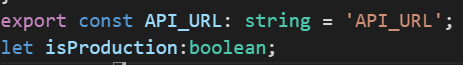 export const API_URL: string = 'API_URL';
let isProduction:boolean;